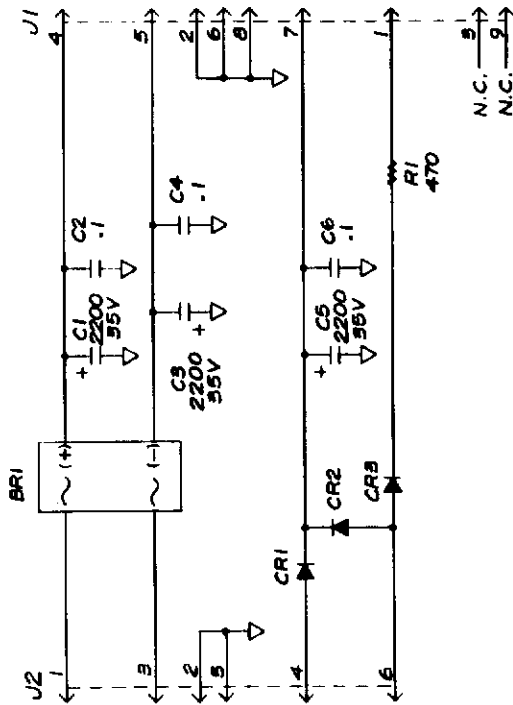 J2
J1
1
BR1
~ (+)
C1
2200
35V
+
C2
.1
4
3
~ (-)
C3
2200
35V
+
C4
.1
5
2
5
2
6
8
4
CR1
C5
2200
35V
+
C6
.1
7
CR2
6
CR3
R1
470
1
N.C. 3
N.C. 9